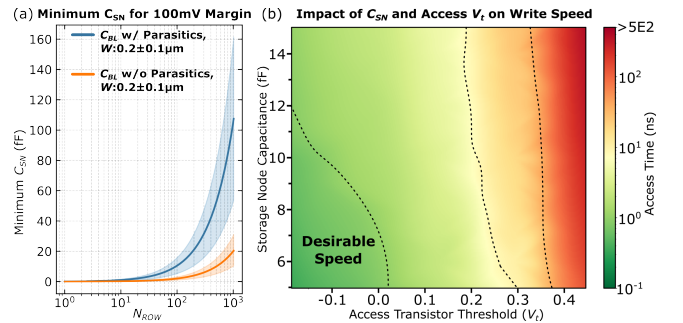 (a) Minimum C_SN for 100mV Margin
C_BL w/ Parasitics,
W:0.2±0.1μm
C_BL w/o Parasitics,
W:0.2±0.1μm
160
140
120
100
80
60
40
20
0
Minimum C_SN (fF)
10^0
10^1
10^2
10^3
N_ROW
(b) Impact of C_SN and Access V_t on Write Speed
14
12
10
8
6
Storage Node Capacitance (fF)
Desirable
Speed
-0.1
0.0
0.1
0.2
0.3
0.4
Access Transistor Threshold (V_t)
>5E2
10^2
10^1
10^0
10^-1
Access Time (ns)